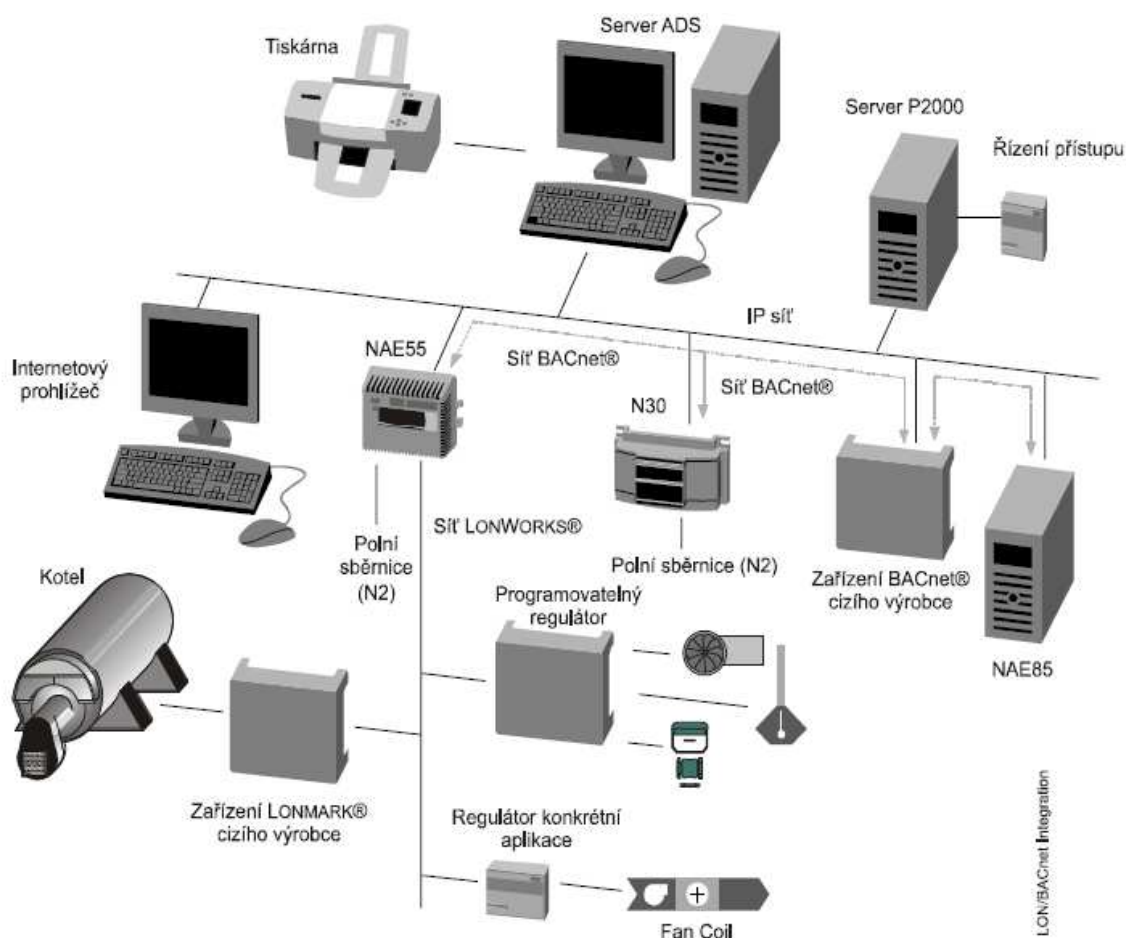 Server ADS
Tiskárna
Server P2000
Řízení přístupu
IP síť
NAE55
Síť BACnet®
Internetový
prohlížeč
Síť BACnet®
N30
Síť LONWORKS®
Polní
sběrnice
(N2)
Polní sběrnice (N2)
Kotel
Zařízení BACnet®
cizího výrobce
Programovatelný
regulátor
NAE85
Zařízení LONMARK®
cizího výrobce
Regulátor konkrétní
aplikace
Fan Coil
LON/BACnet Integration